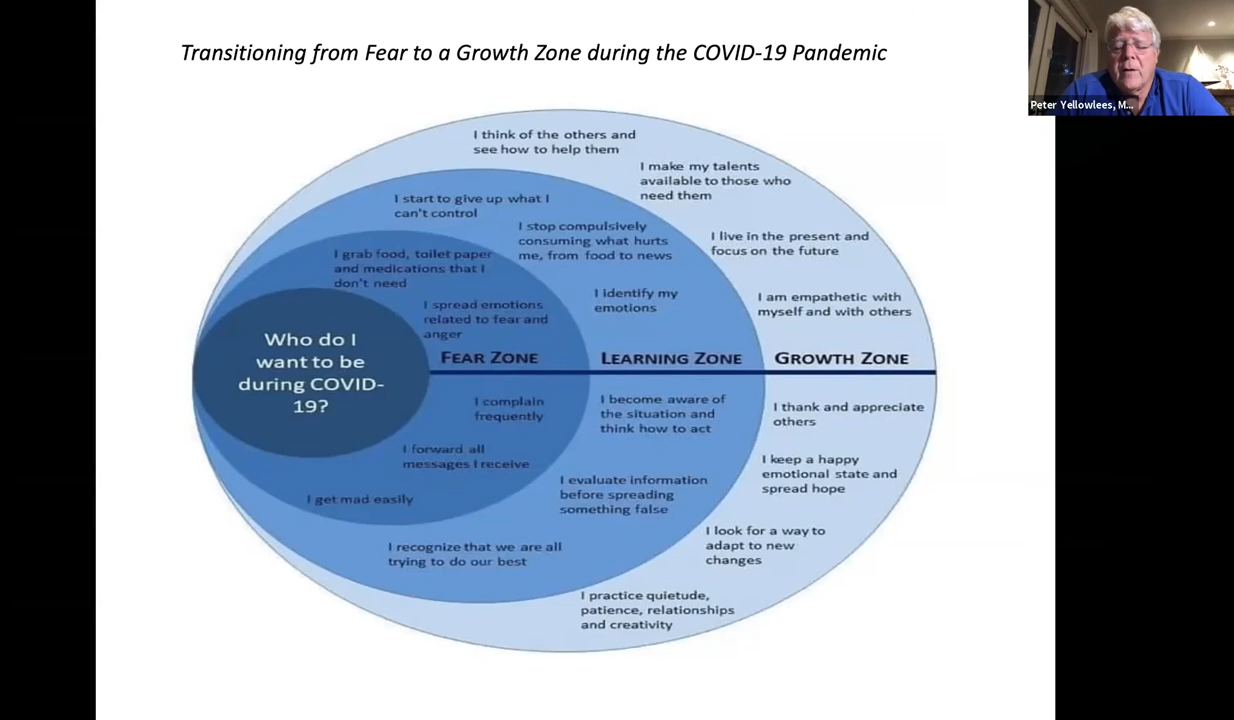 Transitioning from Fear to a Growth Zone during the COVID-19 Pandemic
Peter Yellowlees, M...
I think of the others and
see how to help them
I make my talents
available to those who
need them
I live in the present and
focus on the future
I am empathetic with
myself and with others
I start to give up what I
can't control
I stop compulsively
consuming what hurts
me, from food to news
I identify my
emotions
I grab food, toilet paper
and medications that I
don't need
I spread emotions
related to fear and
anger
Who do I
want to be
during COVID-
19?
FEAR ZONE
LEARNING ZONE
GROWTH ZONE
I complain
frequently
I forward all
messages I receive
I get mad easily
I become aware of
the situation and
think how to act
I evaluate information
before spreading
something false
I recognize that we are all
trying to do our best
I thank and appreciate
others
I keep a happy
emotional state and
spread hope
I look for a way to
adapt to new
changes
I practice quietude,
patience, relationships
and creativity